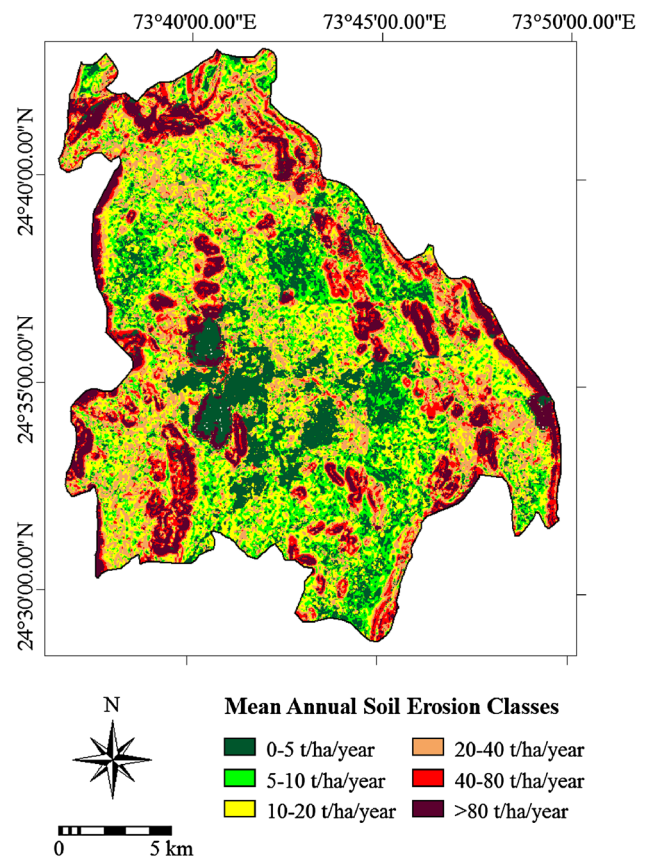 73°40'00.00"E 73°45'00.00"E 73°50'00.00"E
24°40'00.00"N
24°35'00.00"N
24°30'00.00"N
N
Mean Annual Soil Erosion Classes
0-5 t/ha/year 20-40 t/ha/year
5-10 t/ha/year 40-80 t/ha/year
10-20 t/ha/year >80 t/ha/year
0 5 km